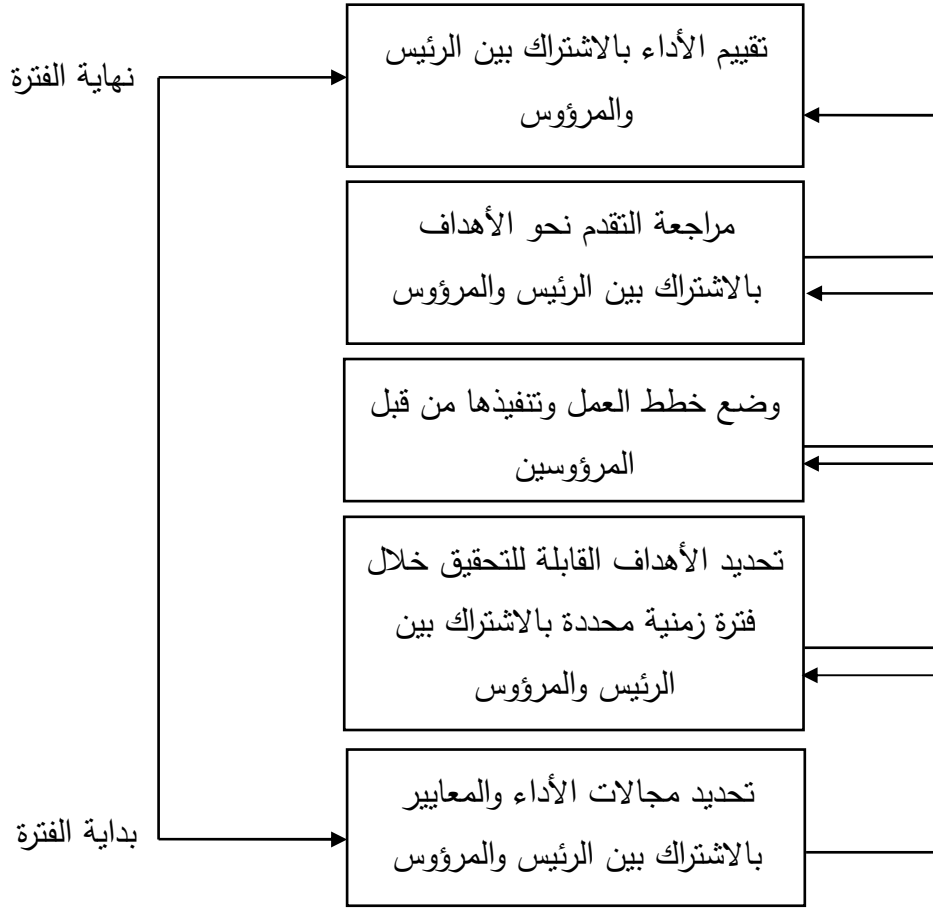 تقييم الأداء بالاشتراك بين الرئيس
والمرؤوس
نهاية الفترة
مراجعة التقدم نحو الأهداف
بالاشتراك بين الرئيس والمرؤوس
وضع خطط العمل وتنفيذها من قبل
المرؤوسين
تحديد الأهداف القابلة للتحقيق خلال
فترة زمنية محددة بالاشتراك بين
الرئيس والمرؤوس
تحديد مجالات الأداء والمعايير
بالاشتراك بين الرئيس والمرؤوس
بداية الفترة